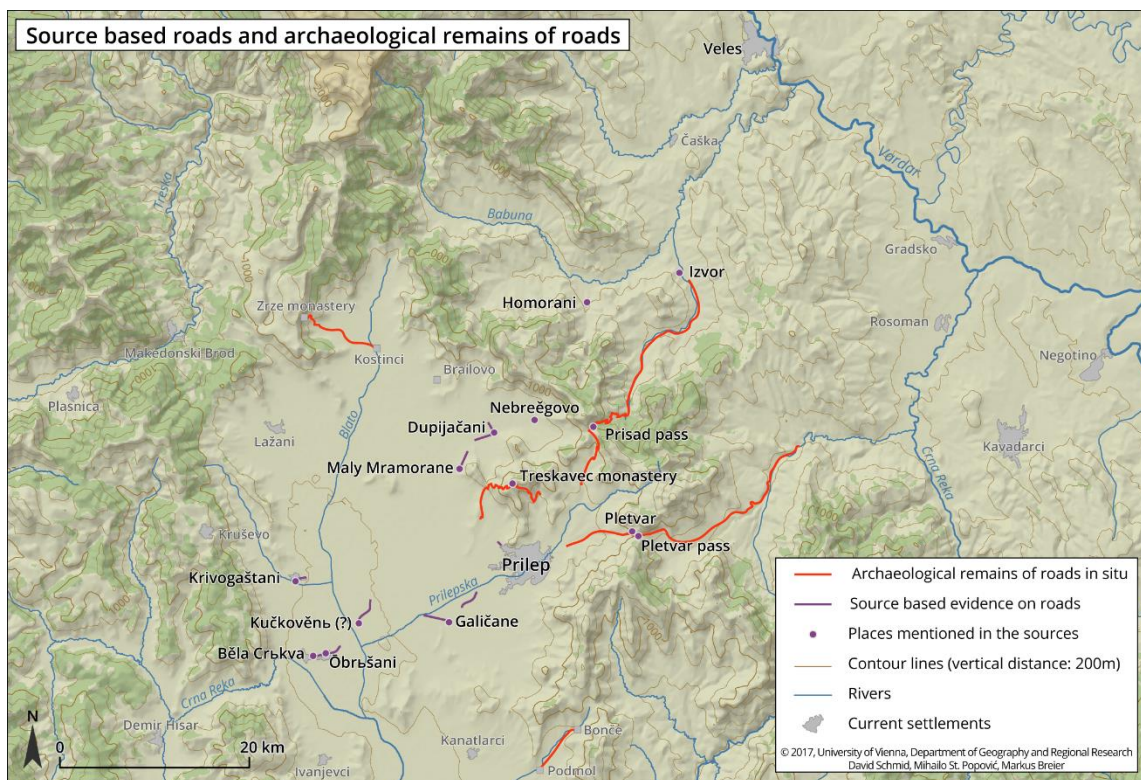 Source based roads and archaeological remains of roads
Veles
Čaška
Treska
Vardar
Babuna
Gradsko
Izvor
Homorani
Zrze monastery
Rosoman
Makedonski Brod
Kostinci
Negotino
Brailovo
Plasnica
Nebreěgovo
Dupijačani
Prisad pass
Lažani
Blato
Kavadarci
Maly Mramorane
Treskavec monastery
Crna Reka
Pletvar
Pletvar pass
Kruševo
Prilep
Krivogaštani
Prilepska
Kučkověnь (?)
Galičane
Běla Crьkva
Obrьšani
Crna Reka
Demir Hisar
Kanatlarci
Bonče
Ivanjevci
Podmol
1000
1000
1000
1000
N
0
20 km
Archaeological remains of roads in situ
Source based evidence on roads
Places mentioned in the sources
Contour lines (vertical distance: 200m)
Rivers
Current settlements
© 2017, University of Vienna, Department of Geography and Regional Research
David Schmid, Mihailo St. Popović, Markus Breier